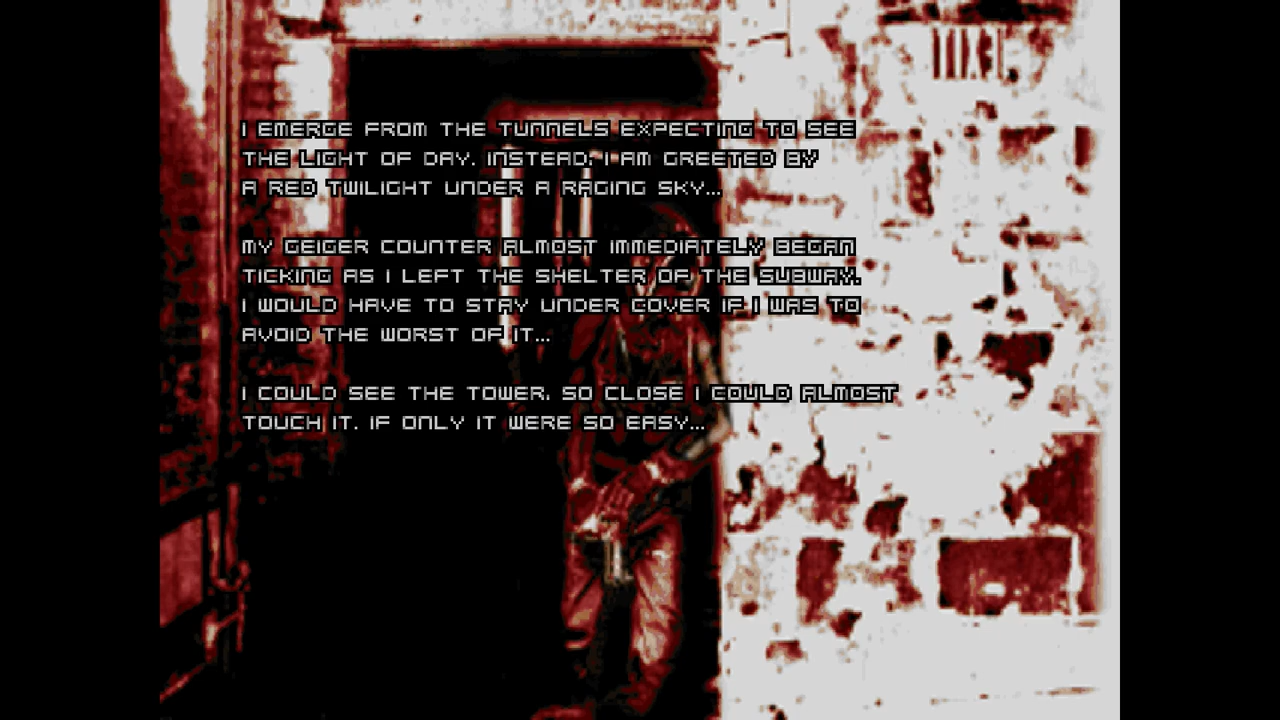 I EMERGE FROM THE TUNNELS EXPECTING TO SEE
THE LIGHT OF DAY. INSTEAD, I AM GREETED BY
A RED TWILIGHT UNDER A RAGING SKY...
MY GEIGER COUNTER ALMOST IMMEDIATELY BEGAN
TICKING AS I LEFT THE SHELTER OF THE SUBWAY.
I WOULD HAVE TO STAY UNDER COVER IF I WAS TO
AVOID THE WORST OF IT...
I COULD SEE THE TOWER. SO CLOSE I COULD ALMOST
TOUCH IT. IF ONLY IT WERE SO EASY...